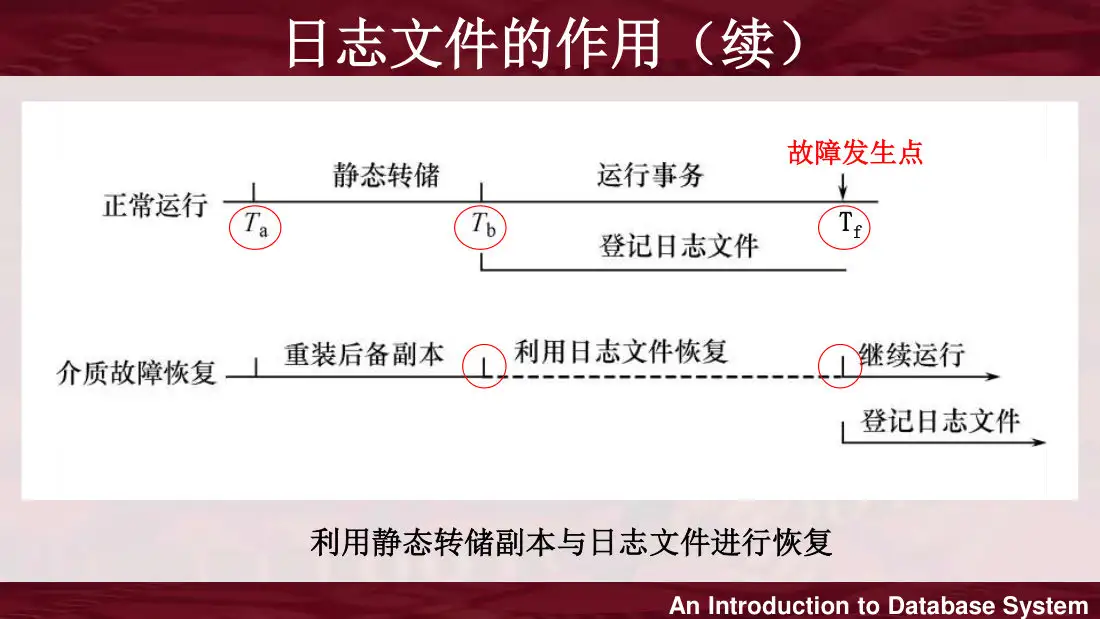 日志文件的作用（续）
故障发生点
静态转储 运行事务
正常运行
Ta Tb Tf
登记日志文件
重装后备副本 利用日志文件恢复 继续运行
介质故障恢复
登记日志文件
利用静态转储副本与日志文件进行恢复
An Introduction to Database System